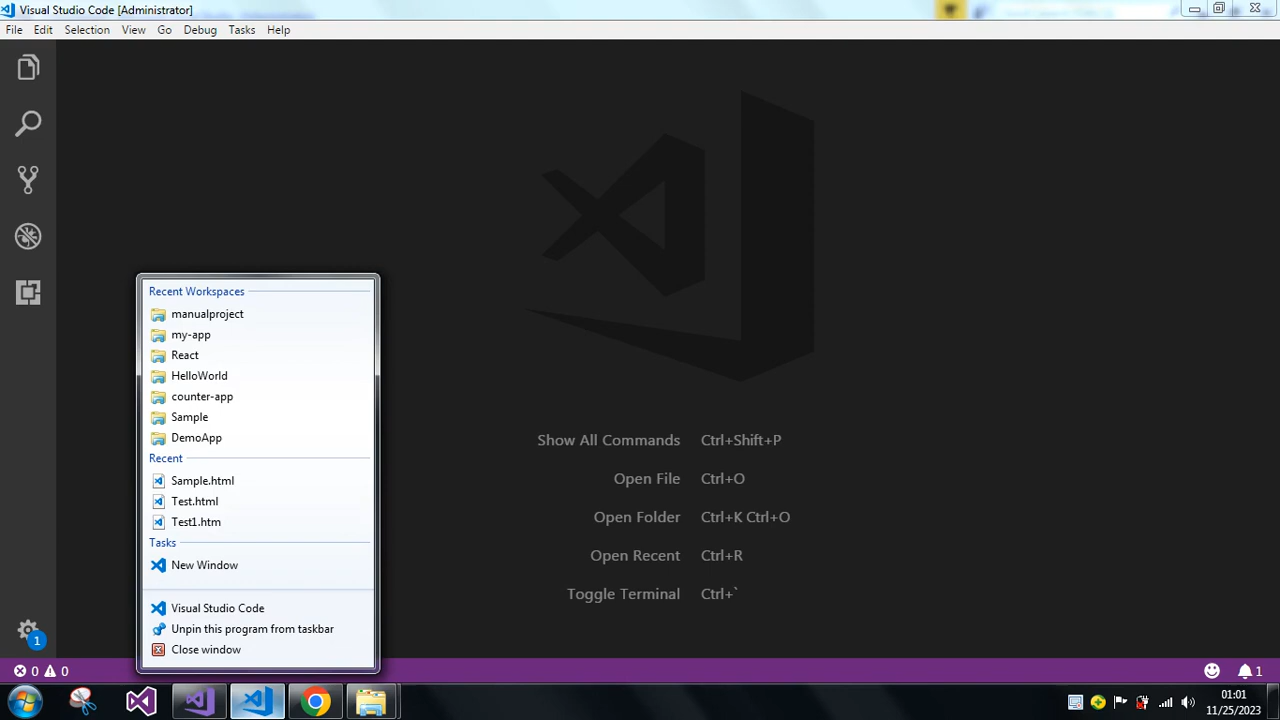 Visual Studio Code [Administrator]
File Edit Selection View Go Debug Tasks Help
Recent Workspaces
manualproject
my-app
React
HelloWorld
counter-app
Sample
DemoApp
Recent
Sample.html
Test.html
Test1.htm
Tasks
New Window
Visual Studio Code
Unpin this program from taskbar
Close window
Show All Commands Ctrl+Shift+P
Open File Ctrl+O
Open Folder Ctrl+K Ctrl+O
Open Recent Ctrl+R
Toggle Terminal Ctrl+`
1
0 0
1
01:01
11/25/2023